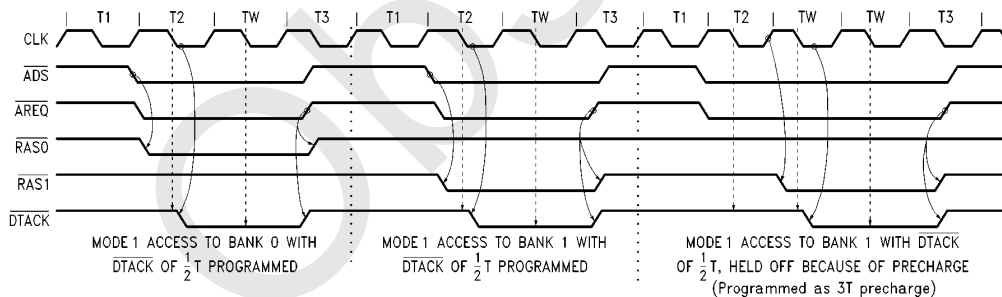 T1 T2 TW T3 T1 T2 TW T3 T1 T2 TW TW T3
CLK
ADS
AREQ
RAS0
RAS1
DTACK
MODE 1 ACCESS TO BANK 0 WITH
DTACK OF 1/2 T PROGRAMMED
MODE 1 ACCESS TO BANK 1 WITH
DTACK OF 1/2 T PROGRAMMED
MODE 1 ACCESS TO BANK 1 WITH DTACK
OF 1/2 T, HELD OFF BECAUSE OF PRECHARGE
(Programmed as 3T precharge)